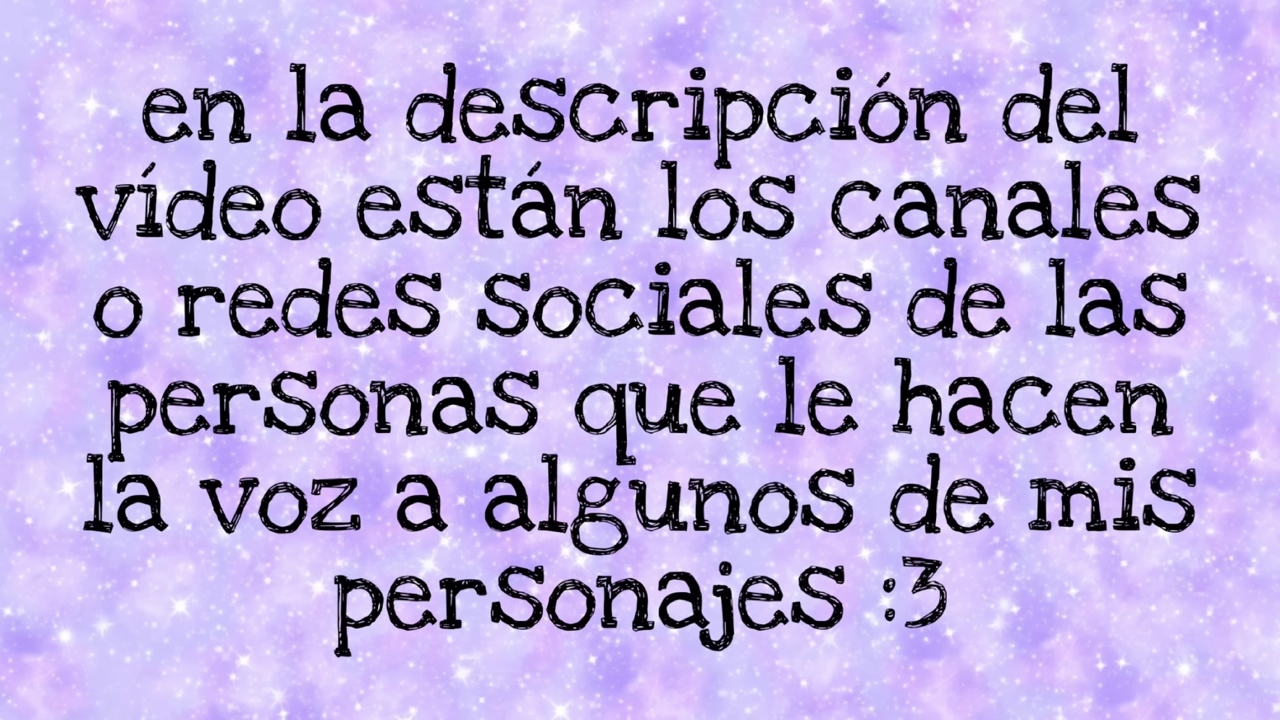 en la descripción del
vídeo están los canales
o redes sociales de las
personas que le hacen
la voz a algunos de mis
personajes :3